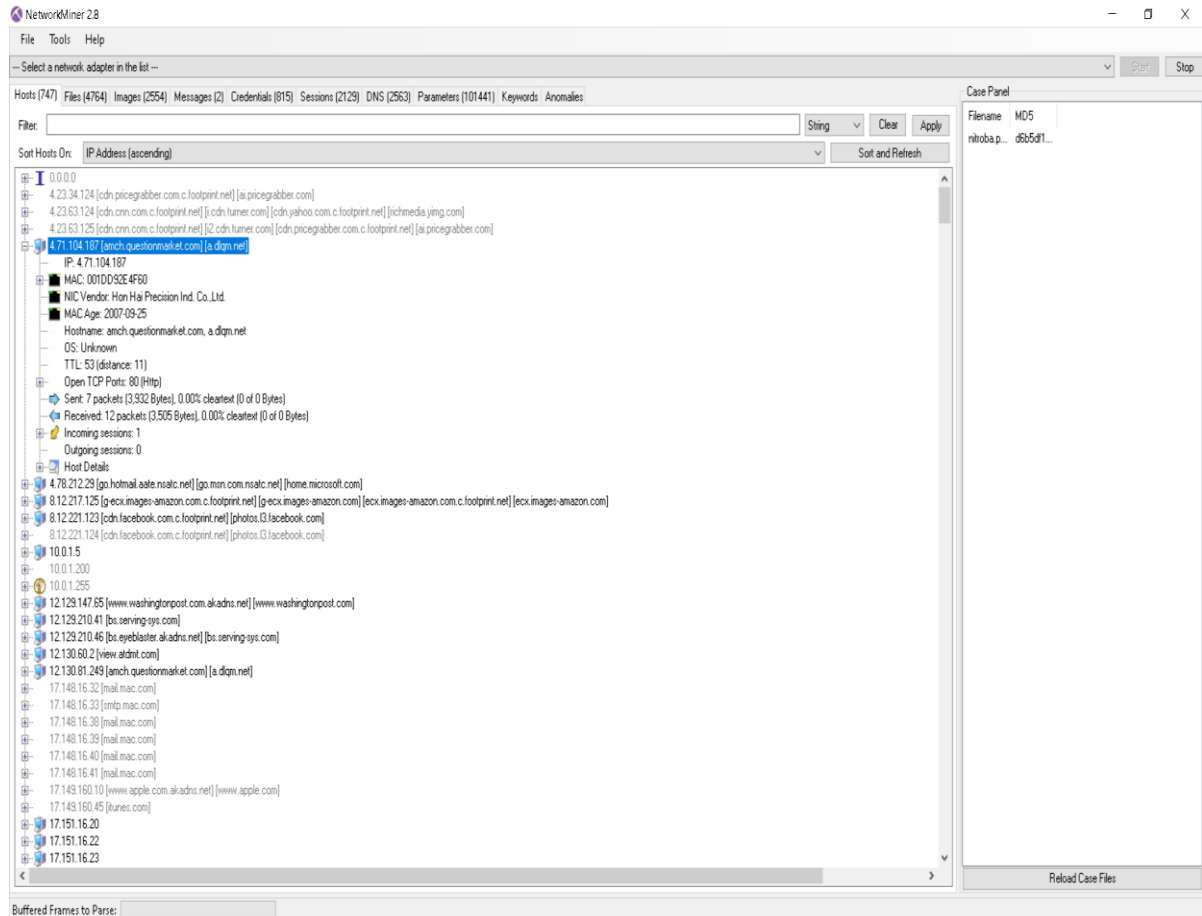 NetworkMiner 2.8
File Tools Help
--- Select a network adapter in the list ---
Start Stop
Hosts (747) Files (4764) Images (2554) Messages (2) Credentials (815) Sessions (2129) DNS (2563) Parameters (101441) Keywords Anomalies
Filter: String Clear Apply
Sort Hosts On: IP Address (ascending) Sort and Refresh
0.0.0.0
4.23.34.124 [cdn.pricegrabber.com.c.footprint.net] [ai.pricegrabber.com]
4.23.63.124 [cdn.cnn.com.c.footprint.net] [i.cdn.turner.com] [cdn.yahoo.com.c.footprint.net] [richmedia.yimg.com]
4.23.63.125 [cdn.cnn.com.c.footprint.net] [i2.cdn.turner.com] [cdn.pricegrabber.com.c.footprint.net] [ai.pricegrabber.com]
4.71.104.187 [amch.questionmarket.com] [a.dlqm.net]
IP: 4.71.104.187
MAC: 001DD92E4F60
NIC Vendor: Hon Hai Precision Ind. Co.,Ltd.
MAC Age: 2007-09-25
Hostname: amch.questionmarket.com, a.dlqm.net
OS: Unknown
TTL: 53 (distance: 11)
Open TCP Ports: 80 (Http)
Sent: 7 packets (3,932 Bytes), 0.00% cleartext (0 of 0 Bytes)
Received: 12 packets (3,505 Bytes), 0.00% cleartext (0 of 0 Bytes)
Incoming sessions: 1
Outgoing sessions: 0
Host Details
4.78.212.29 [go.hotmail.aate.nsatc.net] [go.msn.com.nsatc.net] [home.microsoft.com]
8.12.217.125 [g-ecx.images-amazon.com.c.footprint.net] [g-ecx.images-amazon.com] [ecx.images-amazon.com.c.footprint.net] [ecx.images-amazon.com]
8.12.221.123 [cdn.facebook.com.c.footprint.net] [photos.l3.facebook.com]
8.12.221.124 [cdn.facebook.com.c.footprint.net] [photos.l3.facebook.com]
10.0.1.5
10.0.1.200
10.0.1.255
12.129.147.65 [www.washingtonpost.com.akadns.net] [www.washingtonpost.com]
12.129.210.41 [bs.serving-sys.com]
12.129.210.46 [bs.eyeblaster.akadns.net] [bs.serving-sys.com]
12.130.60.2 [view.atdmt.com]
12.130.81.249 [amch.questionmarket.com] [a.dlqm.net]
17.148.16.32 [mail.mac.com]
17.148.16.33 [smtp.mac.com]
17.148.16.38 [mail.mac.com]
17.148.16.39 [mail.mac.com]
17.148.16.40 [mail.mac.com]
17.148.16.41 [mail.mac.com]
17.149.160.10 [www.apple.com.akadns.net] [www.apple.com]
17.149.160.45 [itunes.com]
17.151.16.20
17.151.16.22
17.151.16.23
Buffered Frames to Parse:
Case Panel
Filename MD5
nitroba.p... d6b5df1...
Reload Case Files